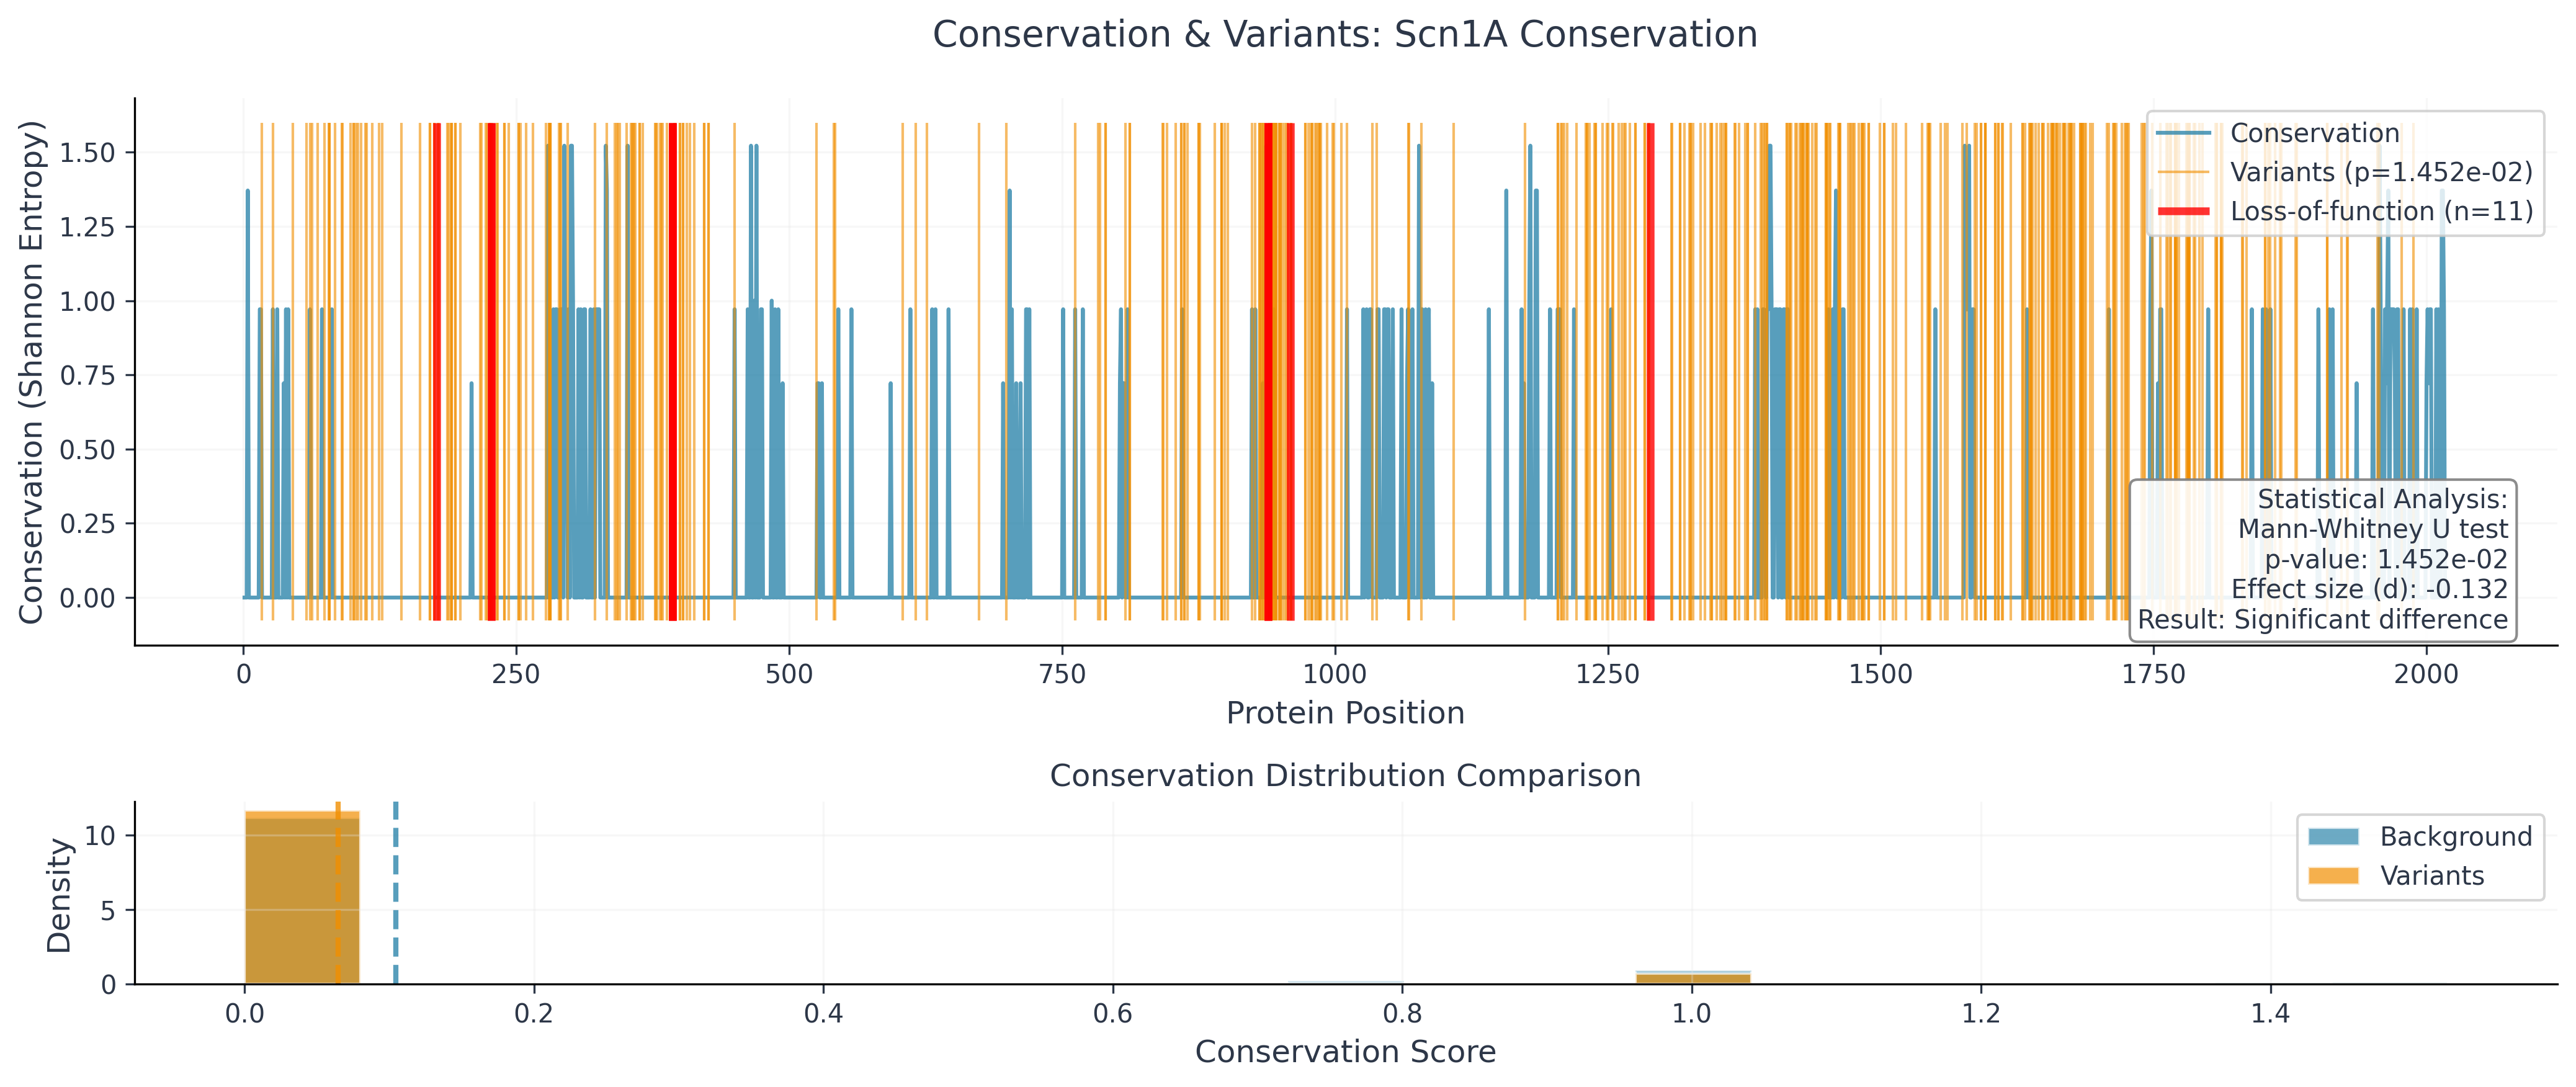 Conservation & Variants: Scn1A Conservation
Conservation (Shannon Entropy)
1.50
1.25
1.00
0.75
0.50
0.25
0.00
Conservation
Variants (p=1.452e-02)
Loss-of-function (n=11)
Statistical Analysis:
Mann-Whitney U test
p-value: 1.452e-02
Effect size (d): -0.132
Result: Significant difference
0 250 500 750 1000 1250 1500 1750 2000
Protein Position
Conservation Distribution Comparison
Density
10
5
0
Background
Variants
0.0 0.2 0.4 0.6 0.8 1.0 1.2 1.4
Conservation Score